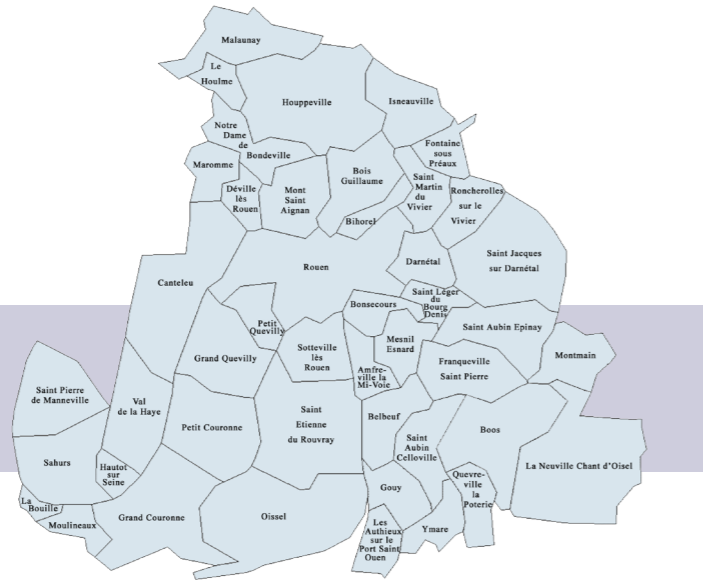 Malaunay
Le
Houlme
Houppeville
Isneauville
Notre
Dame
de
Bondeville
Fontaine
sous
Préaux
Maromme
Bois
Guillaume
Déville
lès
Rouen
Mont
Saint
Aignan
Saint
Martin
du
Vivier
Roncherolles
sur le
Vivier
Bihorel
Rouen
Darnétal
Saint Jacques
sur Darnétal
Canteleu
Saint Léger
du
Bourg
Denis
Bonsecours
Petit
Quevilly
Saint Aubin Epinay
Mesnil
Esnard
Sotteville
lès
Rouen
Grand Quevilly
Montmain
Franqueville
Saint Pierre
Amfre-
ville la
Mi-Voie
Saint Pierre
de Manneville
Val
de la Haye
Saint
Etienne
du Rouvray
Petit Couronne
Belbeuf
Boos
Saint
Aubin
Celloville
Sahurs
Hautot
sur
Seine
La Neuville Chant d'Oisel
Quevre-
ville
la
Poterie
Gouy
La
Bouille
Moulineaux
Grand Couronne
Oissel
Les
Authieux
sur le
Port Saint
Ouen
Ymare